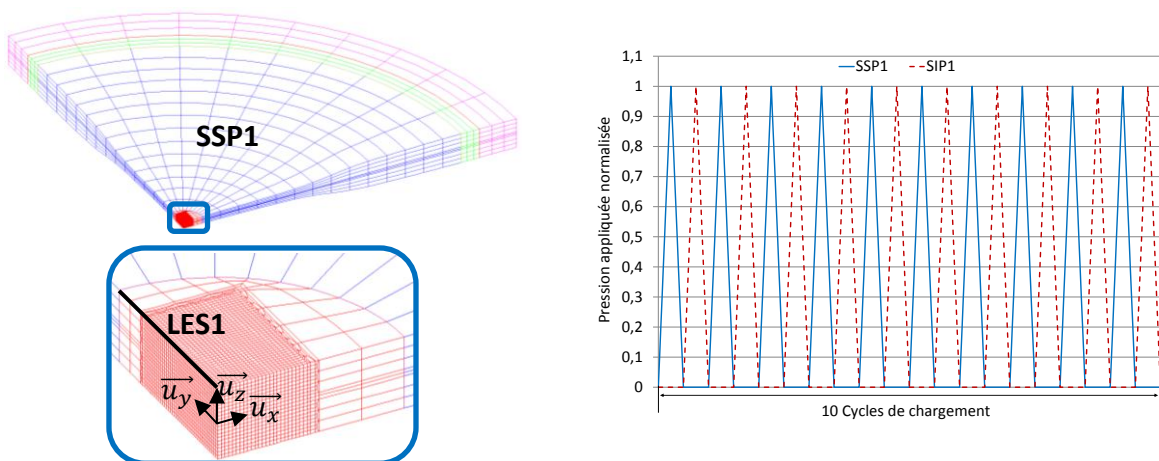 SSP1
LES1
u_y
u_z
u_x
Pression appliquée normalisée
1,1
1
0,9
0,8
0,7
0,6
0,5
0,4
0,3
0,2
0,1
0
SSP1
SIP1
10 Cycles de chargement